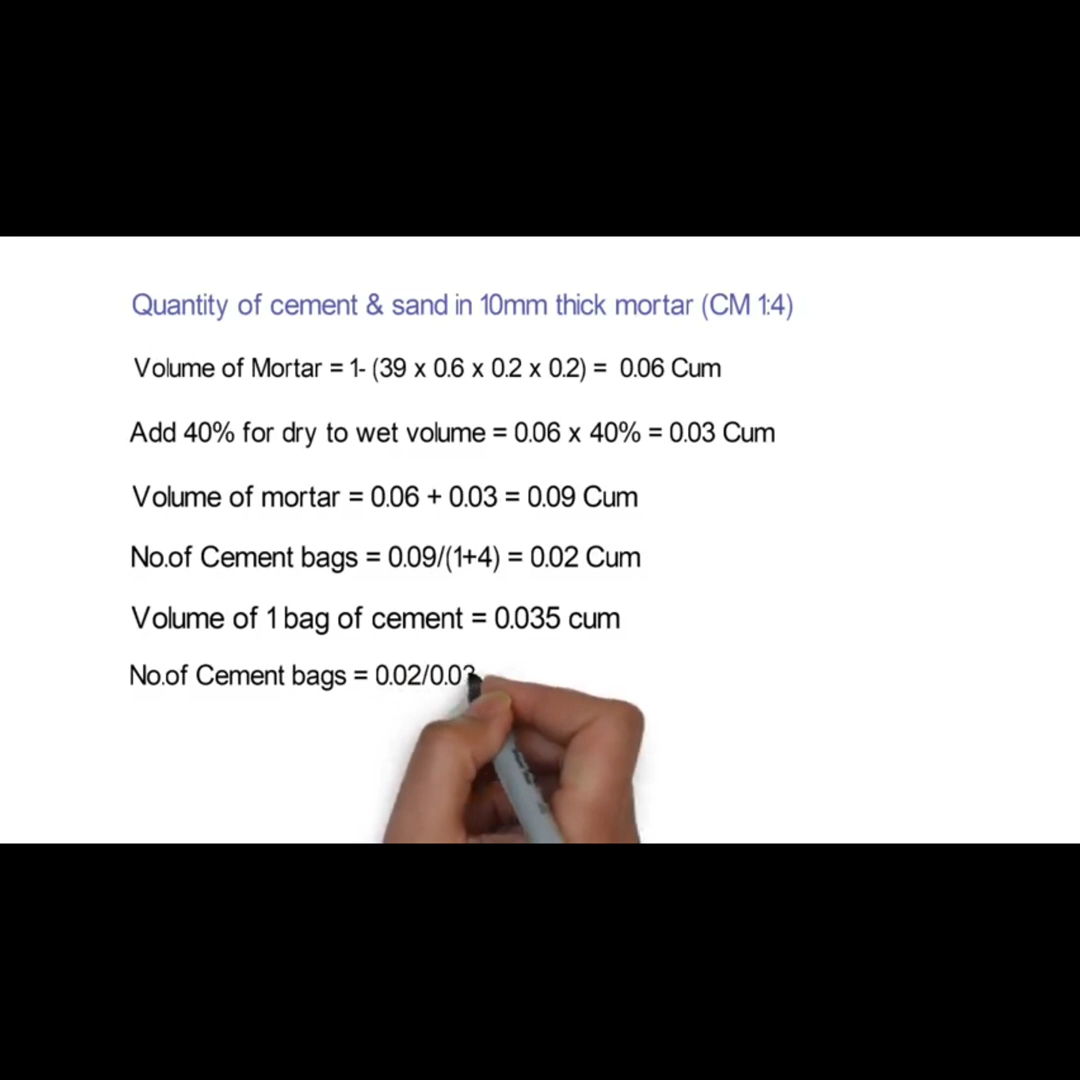 Quantity of cement & sand in 10mm thick mortar (CM 1:4)
Volume of Mortar = 1- (39 x 0.6 x 0.2 x 0.2) = 0.06 Cum
Add 40% for dry to wet volume = 0.06 x 40% = 0.03 Cum
Volume of mortar = 0.06 + 0.03 = 0.09 Cum
No.of Cement bags = 0.09/(1+4) = 0.02 Cum
Volume of 1 bag of cement = 0.035 cum
No.of Cement bags = 0.02/0.0